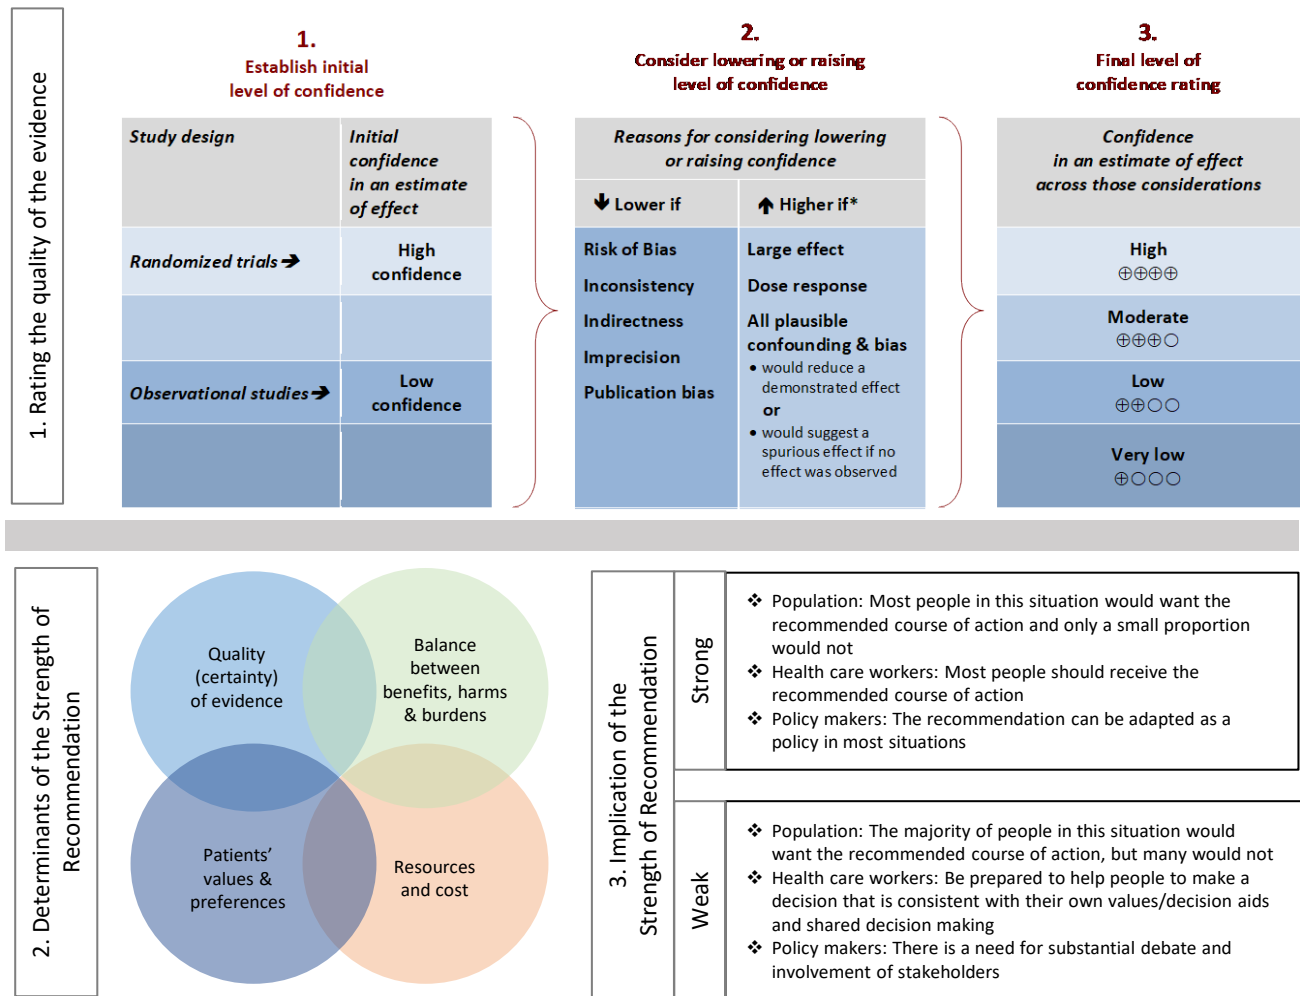 1. Rating the quality of the evidence
1.
Establish initial
level of confidence
Study design
Initial
confidence
in an estimate
of effect
Randomized trials➔
High
confidence
Observational studies➔
Low
confidence
2.
Consider lowering or raising
level of confidence
Reasons for considering lowering
or raising confidence
🡇 Lower if
🡅 Higher if*
Risk of Bias
Inconsistency
Indirectness
Imprecision
Publication bias
Large effect
Dose response
All plausible
confounding & bias
• would reduce a
demonstrated effect
or
• would suggest a
spurious effect if no
effect was observed
3.
Final level of
confidence rating
Confidence
in an estimate of effect
across those considerations
High
⊕⊕⊕⊕
Moderate
⊕⊕⊕○
Low
⊕⊕○○
Very low
⊕○○○
2. Determinants of the Strength of
Recommendation
Quality
(certainty)
of evidence
Balance
between
benefits, harms
& burdens
Patients’
values &
preferences
Resources
and cost
3. Implication of the
Strength of Recommendation
Strong
❖ Population: Most people in this situation would want the
recommended course of action and only a small proportion
would not
❖ Health care workers: Most people should receive the
recommended course of action
❖ Policy makers: The recommendation can be adapted as a
policy in most situations
Weak
❖ Population: The majority of people in this situation would
want the recommended course of action, but many would not
❖ Health care workers: Be prepared to help people to make a
decision that is consistent with their own values/decision aids
and shared decision making
❖ Policy makers: There is a need for substantial debate and
involvement of stakeholders